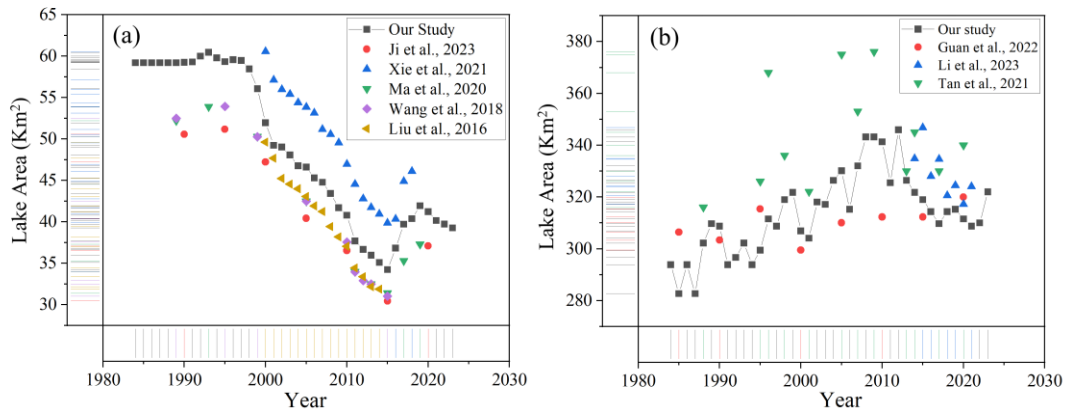 (a)
Our Study
Ji et al., 2023
Xie et al., 2021
Ma et al., 2020
Wang et al., 2018
Liu et al., 2016
65
60
55
50
45
40
35
30
Lake Area (Km²)
1980
1990
2000
2010
2020
2030
Year
(b)
Our study
Guan et al., 2022
Li et al., 2023
Tan et al., 2021
380
360
340
320
300
280
Lake Area (Km²)
1980
1990
2000
2010
2020
2030
Year